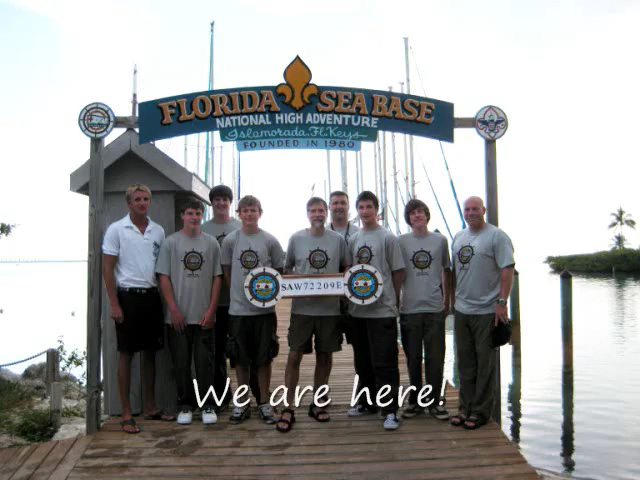 FLORIDA SEA BASE
NATIONAL HIGH ADVENTURE
Islamorada, Fl. Keys
FOUNDED IN 1980
SAW72209E
We are here!